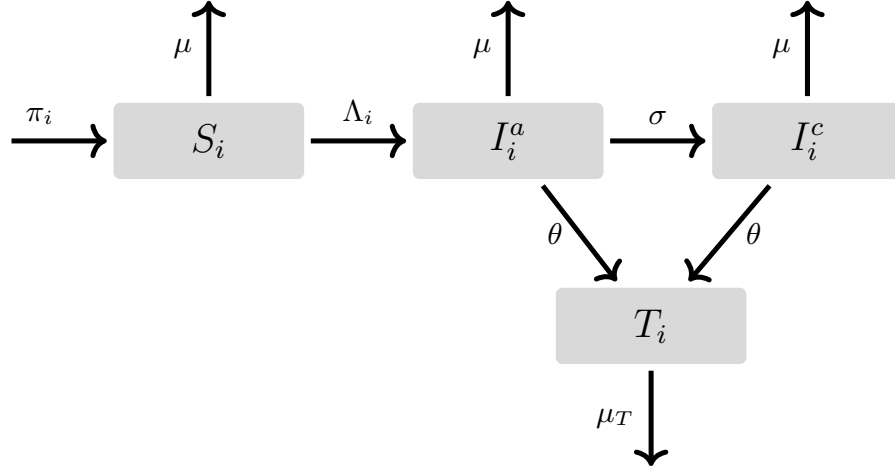 μ μ μ
π_i Λ_i σ
S_i I_i^a I_i^c
θ θ
T_i
μ_T